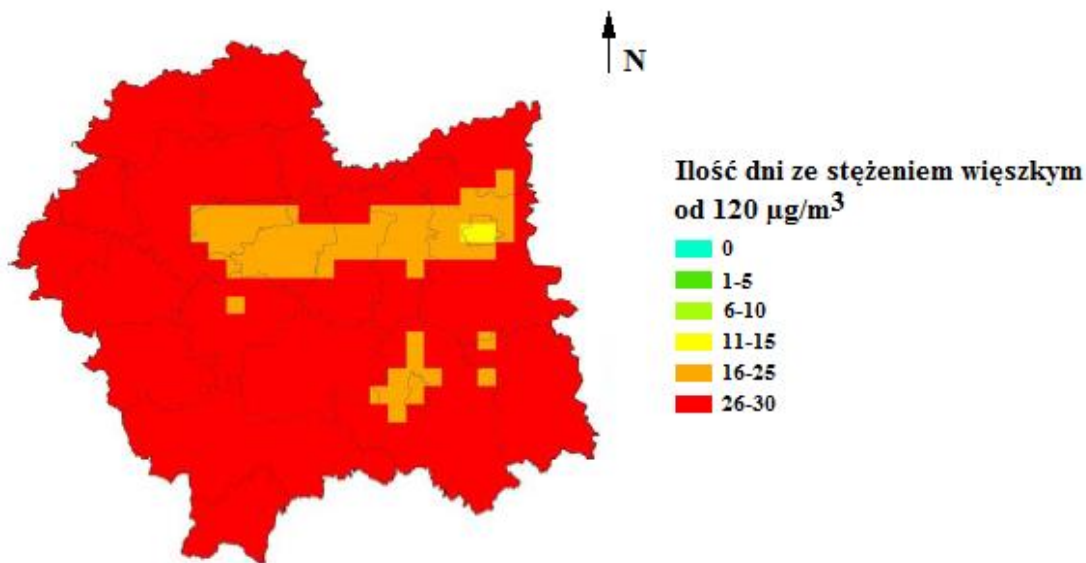 N
Ilość dni ze stężeniem więszkym
od 120 µg/m³
0
1-5
6-10
11-15
16-25
26-30